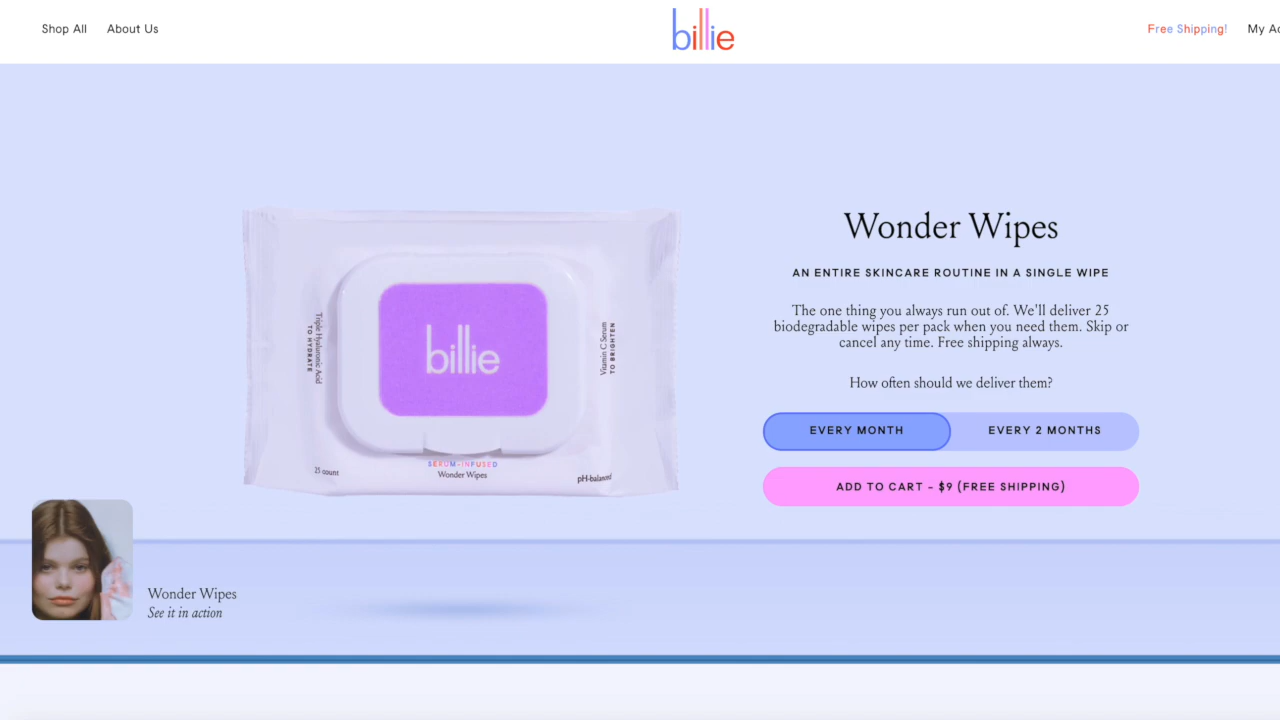 Shop All
About Us
billie
Free Shipping!
My Ac
Wonder Wipes
AN ENTIRE SKINCARE ROUTINE IN A SINGLE WIPE
The one thing you always run out of. We'll deliver 25
biodegradable wipes per pack when you need them. Skip or
cancel any time. Free shipping always.
How often should we deliver them?
EVERY MONTH
EVERY 2 MONTHS
ADD TO CART - $9 (FREE SHIPPING)
Triple Hyaluronic Acid
TO HYDRATE
billie
Vitamin C Serum
TO BRIGHTEN
25 count
SERUM-INFUSED
Wonder Wipes
pH-balanced
Wonder Wipes
See it in action